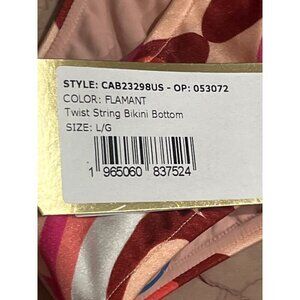 STYLE: CAB23298US - OP: 053072
COLOR: FLAMANT
Twist String Bikini Bottom
SIZE: L/G
1 965060 837524